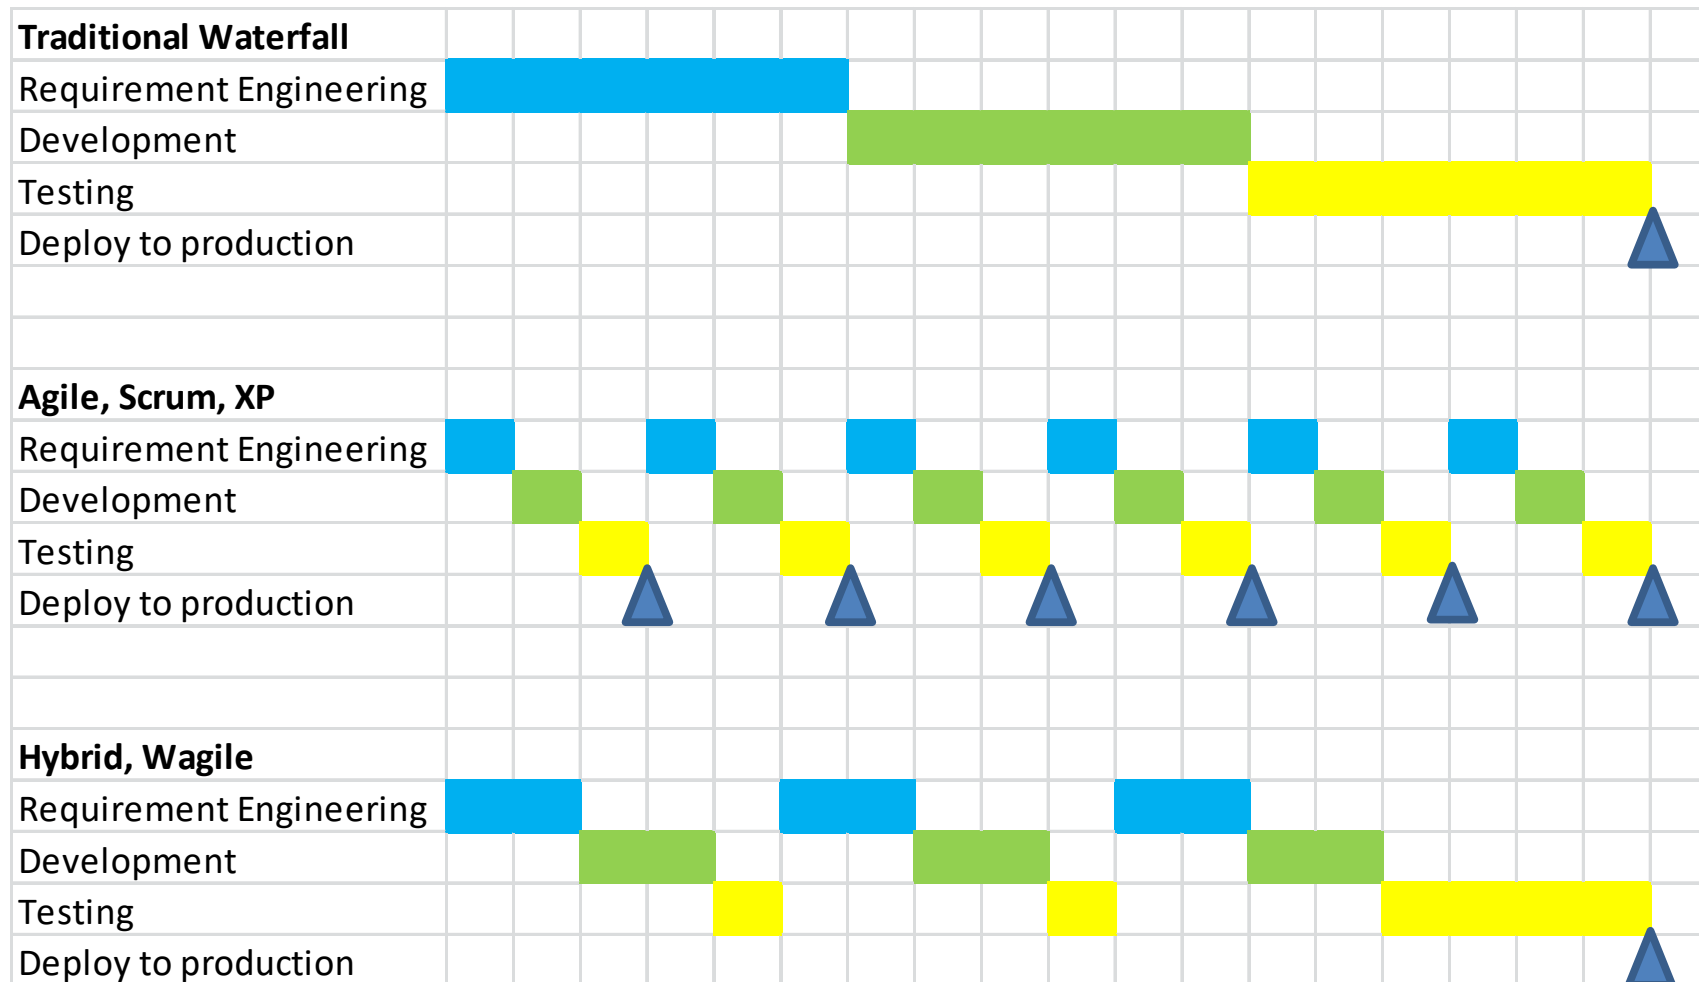 Traditional Waterfall
Requirement Engineering
Development
Testing
Deploy to production
Agile, Scrum, XP
Requirement Engineering
Development
Testing
Deploy to production
Hybrid, Wagile
Requirement Engineering
Development
Testing
Deploy to production